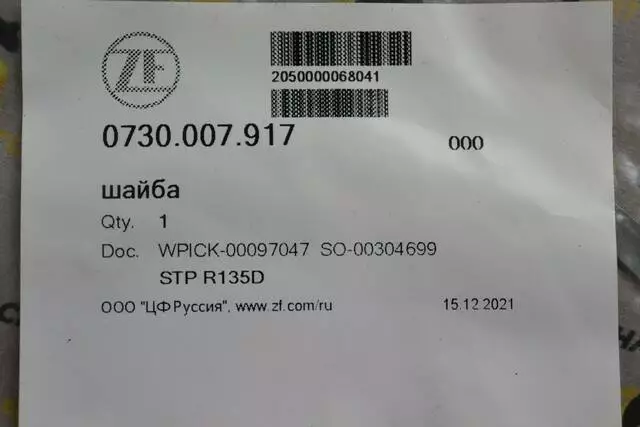 ZF
2050000068041
0730.007.917 000
шайба
Qty. 1
Doc. WPICK-00097047 SO-00304699
STP R135D
ООО "ЦФ Руссия", www.zf.com/ru 15.12.2021